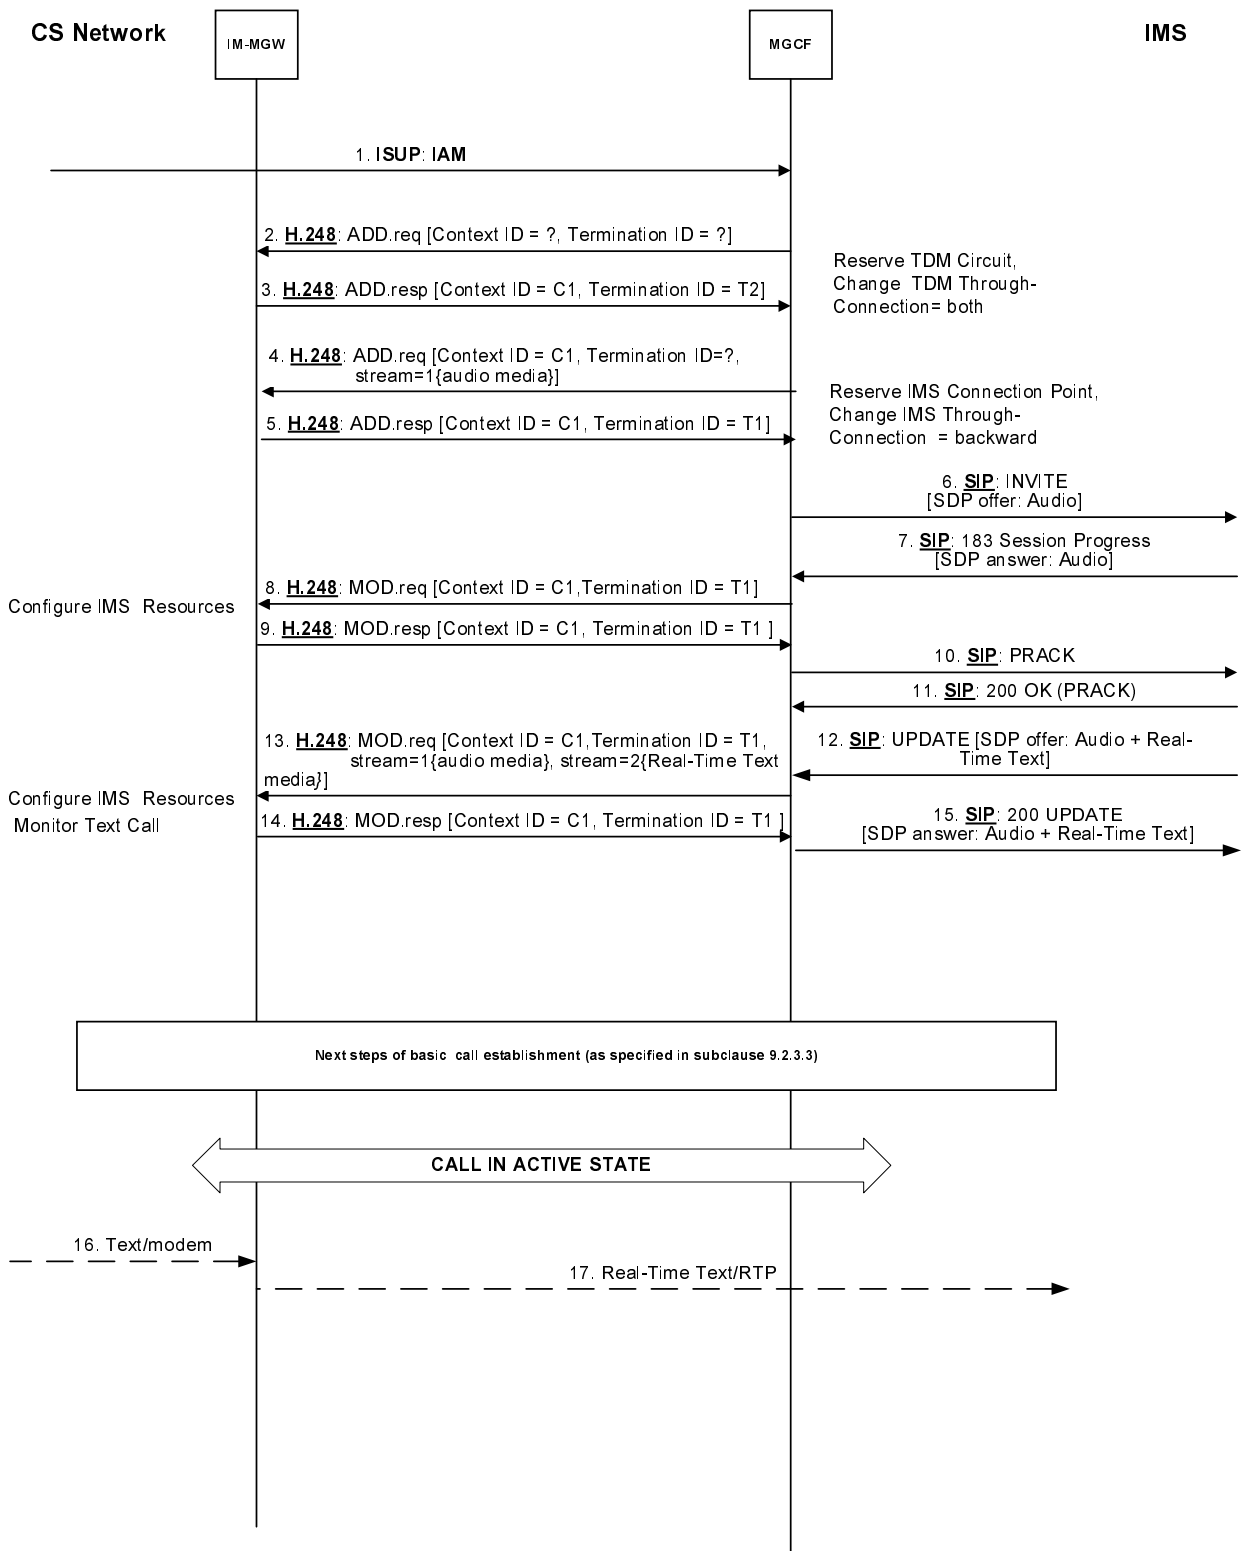 CS Network
IM-MGW
MGCF
IMS
1. ISUP: IAM
2. H.248: ADD.req [Context ID = ?, Termination ID = ?]
Reserve TDM Circuit,
Change TDM Through-
Connection= both
3. H.248: ADD.resp [Context ID = C1, Termination ID = T2]
4. H.248: ADD.req [Context ID = C1, Termination ID=?,
stream=1{audio media}]
Reserve IMS Connection Point,
Change IMS Through-
Connection = backward
5. H.248: ADD.resp [Context ID = C1, Termination ID = T1]
6. SIP: INVITE
[SDP offer: Audio]
7. SIP: 183 Session Progress
[SDP answer: Audio]
8. H.248: MOD.req [Context ID = C1,Termination ID = T1]
Configure IMS Resources
9. H.248: MOD.resp [Context ID = C1, Termination ID = T1 ]
10. SIP: PRACK
11. SIP: 200 OK (PRACK)
12. SIP: UPDATE [SDP offer: Audio + Real-
Time Text]
13. H.248: MOD.req [Context ID = C1,Termination ID = T1,
stream=1{audio media}, stream=2{Real-Time Text
media}]
Configure IMS Resources
Monitor Text Call
14. H.248: MOD.resp [Context ID = C1, Termination ID = T1 ]
15. SIP: 200 UPDATE
[SDP answer: Audio + Real-Time Text]
Next steps of basic call establishment (as specified in subclause 9.2.3.3)
CALL IN ACTIVE STATE
16. Text/modem
17. Real-Time Text/RTP